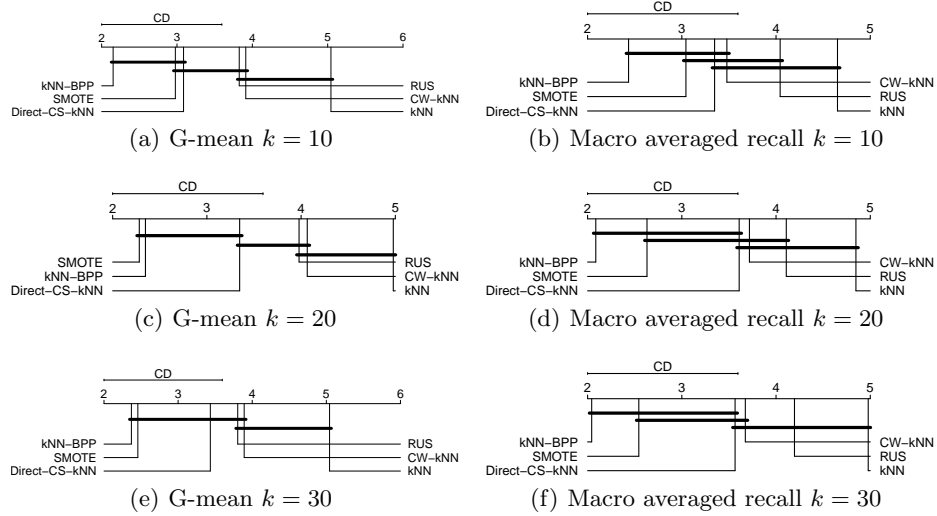 CD
2 3 4 5 6
kNN−BPP RUS
SMOTE CW−kNN
Direct−CS−kNN kNN
(a) G-mean k = 10
CD
2 3 4 5
kNN−BPP CW−kNN
SMOTE RUS
Direct−CS−kNN kNN
(b) Macro averaged recall k = 10
CD
2 3 4 5
SMOTE RUS
kNN−BPP CW−kNN
Direct−CS−kNN kNN
(c) G-mean k = 20
CD
2 3 4 5
kNN−BPP CW−kNN
SMOTE RUS
Direct−CS−kNN kNN
(d) Macro averaged recall k = 20
CD
2 3 4 5 6
kNN−BPP RUS
SMOTE CW−kNN
Direct−CS−kNN kNN
(e) G-mean k = 30
CD
2 3 4 5
kNN−BPP CW−kNN
SMOTE RUS
Direct−CS−kNN kNN
(f) Macro averaged recall k = 30